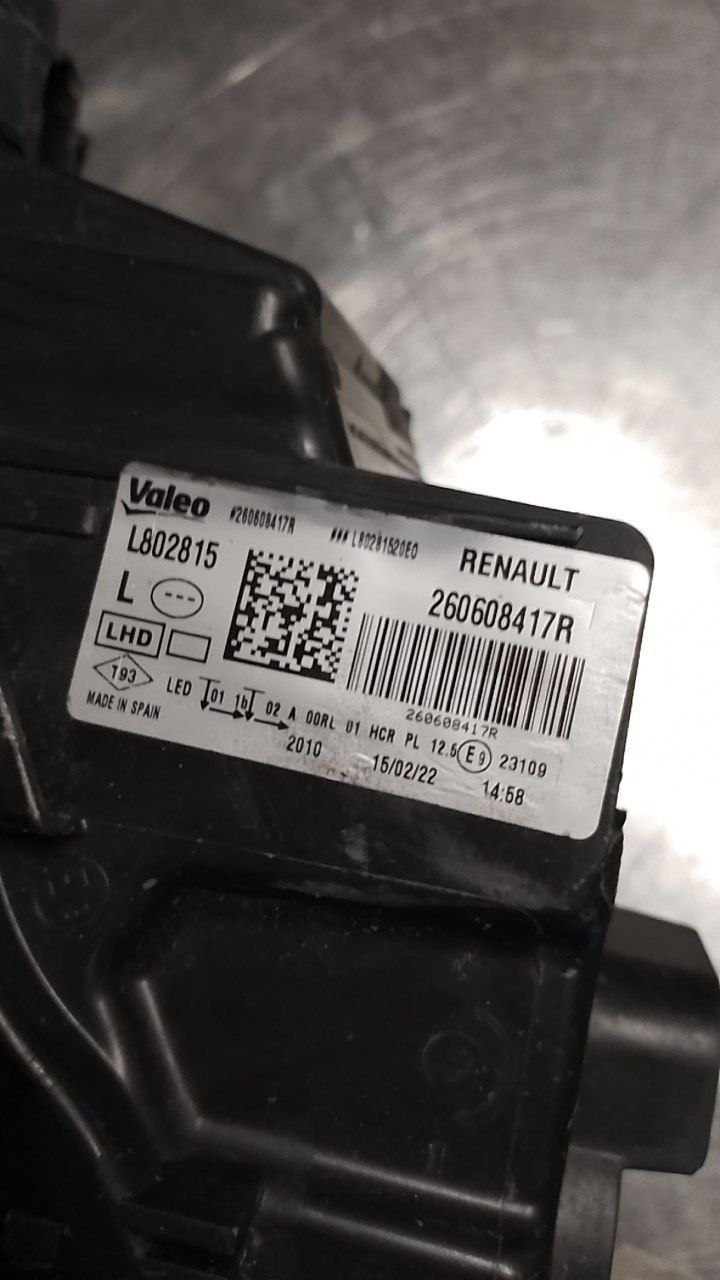 Valeo #260608417R ### L80281520E0
L802815
RENAULT
L ---
260608417R
LHD
260608417R
193
LED 01 1b 02 A 00RL 01 HCR PL 12.5 E9 23109
MADE IN SPAIN
2010 15/02/22 14:58